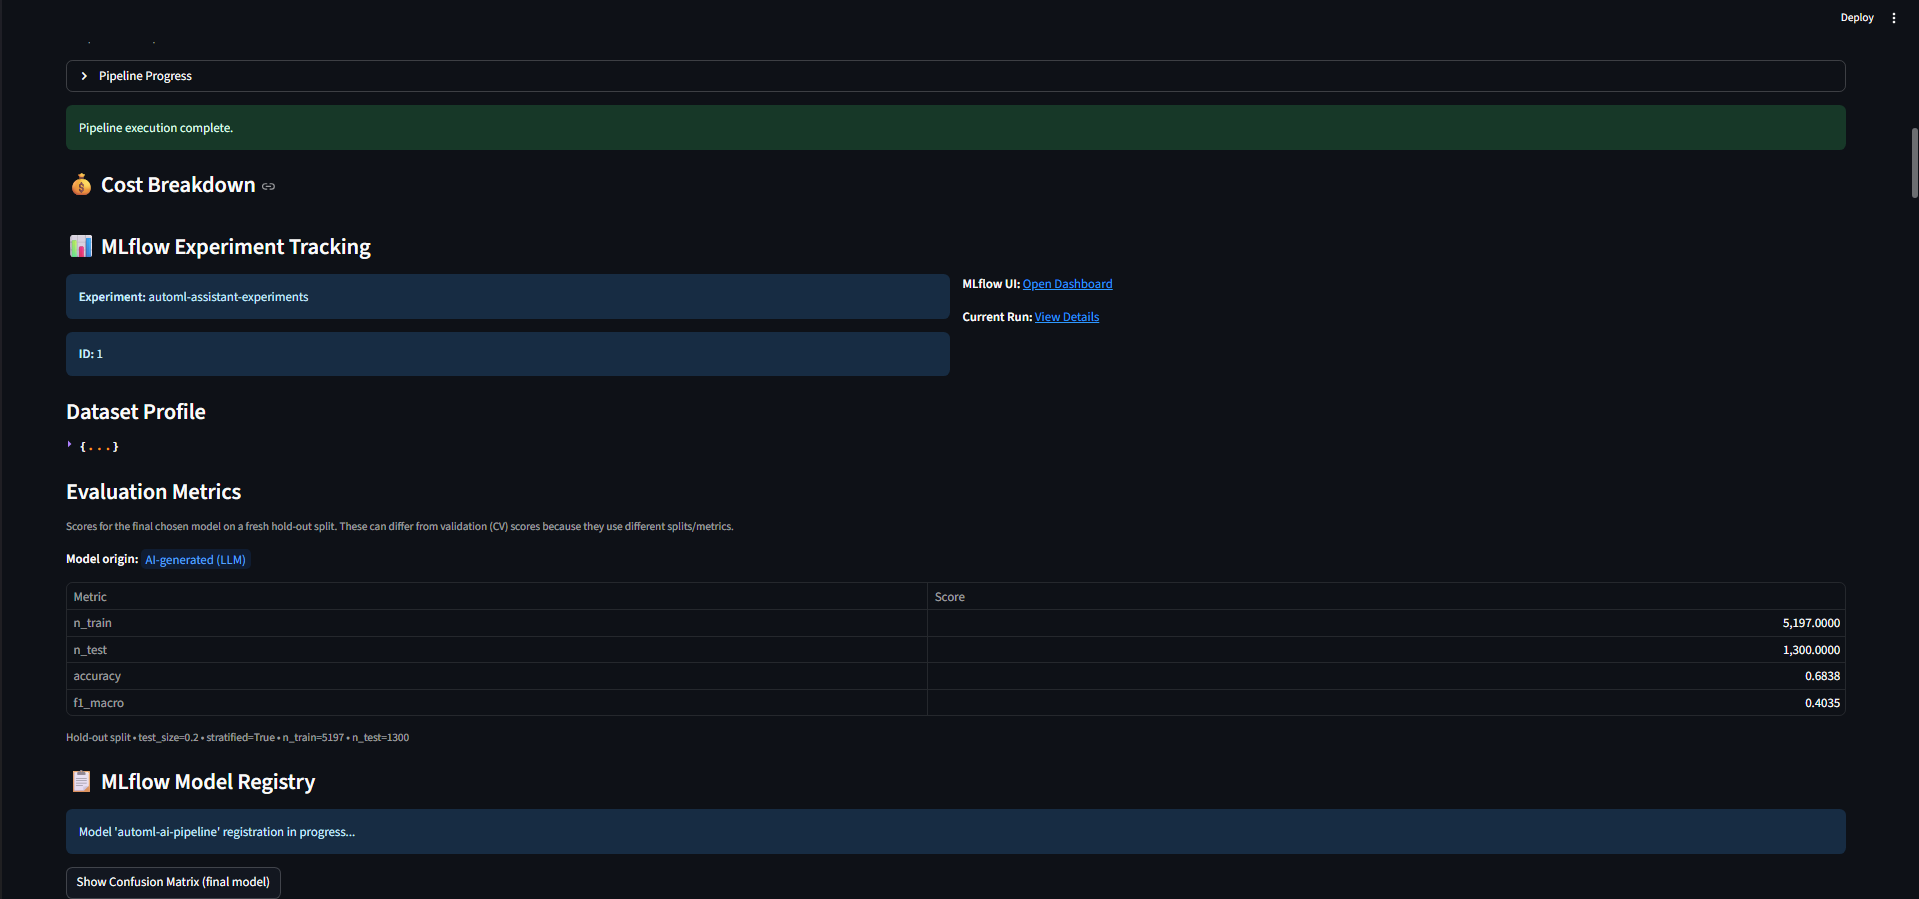 Deploy
Pipeline Progress
Pipeline execution complete.
Cost Breakdown
MLflow Experiment Tracking
Experiment: automl-assistant-experiments
MLflow UI: Open Dashboard
Current Run: View Details
ID: 1
Dataset Profile
{...}
Evaluation Metrics
Scores for the final chosen model on a fresh hold-out split. These can differ from validation (CV) scores because they use different splits/metrics.
Model origin: AI-generated (LLM)
Metric Score
n_train 5,197.0000
n_test 1,300.0000
accuracy 0.6838
f1_macro 0.4035
Hold-out split • test_size=0.2 • stratified=True • n_train=5197 • n_test=1300
MLflow Model Registry
Model 'automl-ai-pipeline' registration in progress...
Show Confusion Matrix (final model)